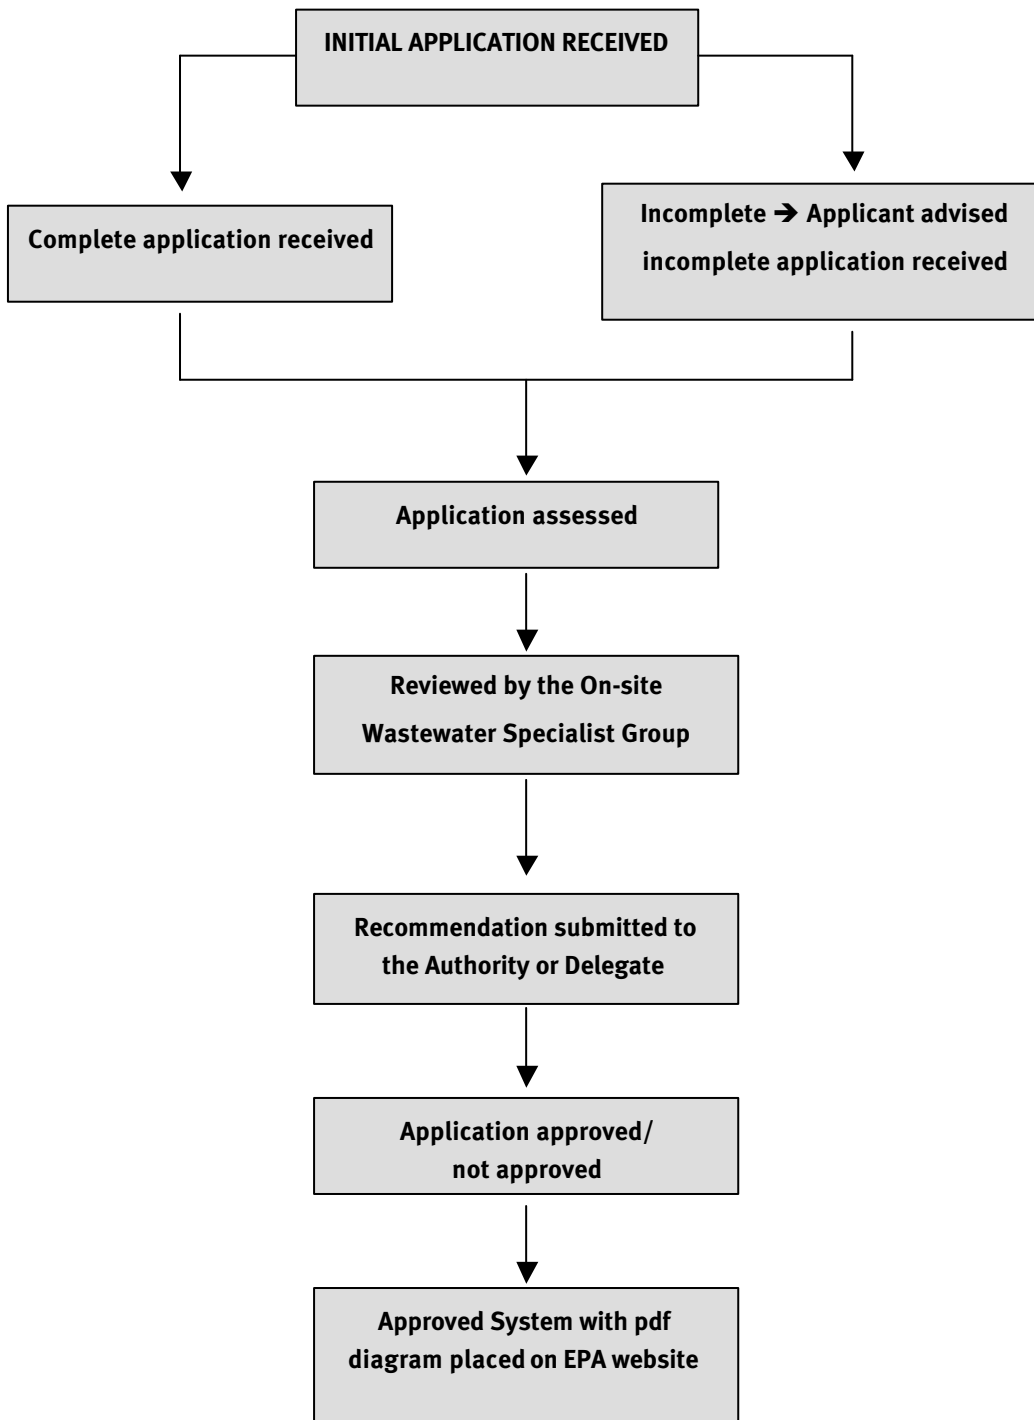 INITIAL APPLICATION RECEIVED
Complete application received
Incomplete ➔ Applicant advised
incomplete application received
Application assessed
Reviewed by the On-site
Wastewater Specialist Group
Recommendation submitted to
the Authority or Delegate
Application approved/
not approved
Approved System with pdf
diagram placed on EPA website